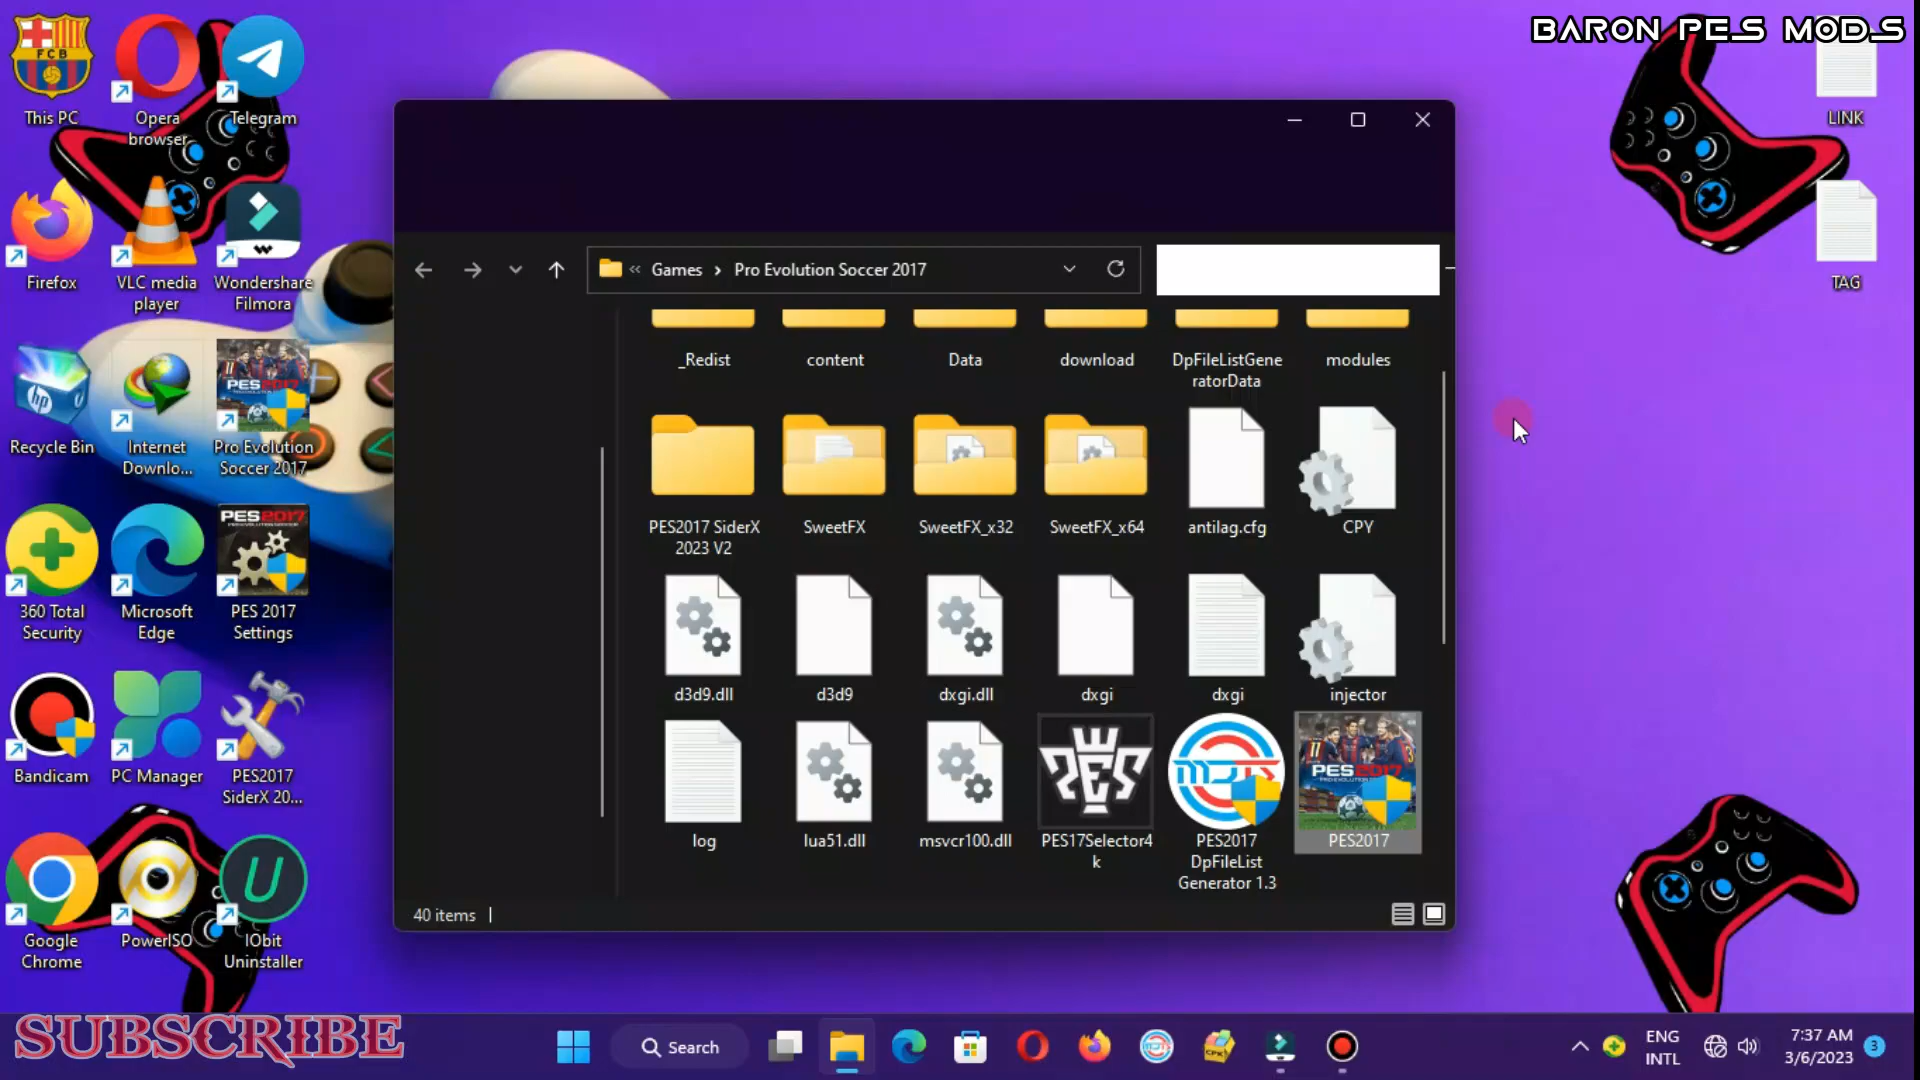 BARON PES MODS
This PC
Opera
browser
Telegram
LINK
Firefox
VLC media
player
Wondershare
Filmora
TAG
Recycle Bin
Internet
Downlo...
Pro Evolution
Soccer 2017
360 Total
Security
Microsoft
Edge
PES 2017
Settings
Bandicam
PC Manager
PES2017
SiderX 20...
Google
Chrome
PowerISO
IObit
Uninstaller
« Games › Pro Evolution Soccer 2017
_Redist
content
Data
download
DpFileListGene
ratorData
modules
PES2017 SiderX
2023 V2
SweetFX
SweetFX_x32
SweetFX_x64
antilag.cfg
CPY
d3d9.dll
d3d9
dxgi.dll
dxgi
dxgi
injector
log
lua51.dll
msvcr100.dll
PES17Selector4
k
PES2017
DpFileList
Generator 1.3
PES2017
40 items
SUBSCRIBE
Search
ENG
INTL
7:37 AM
3/6/2023
3